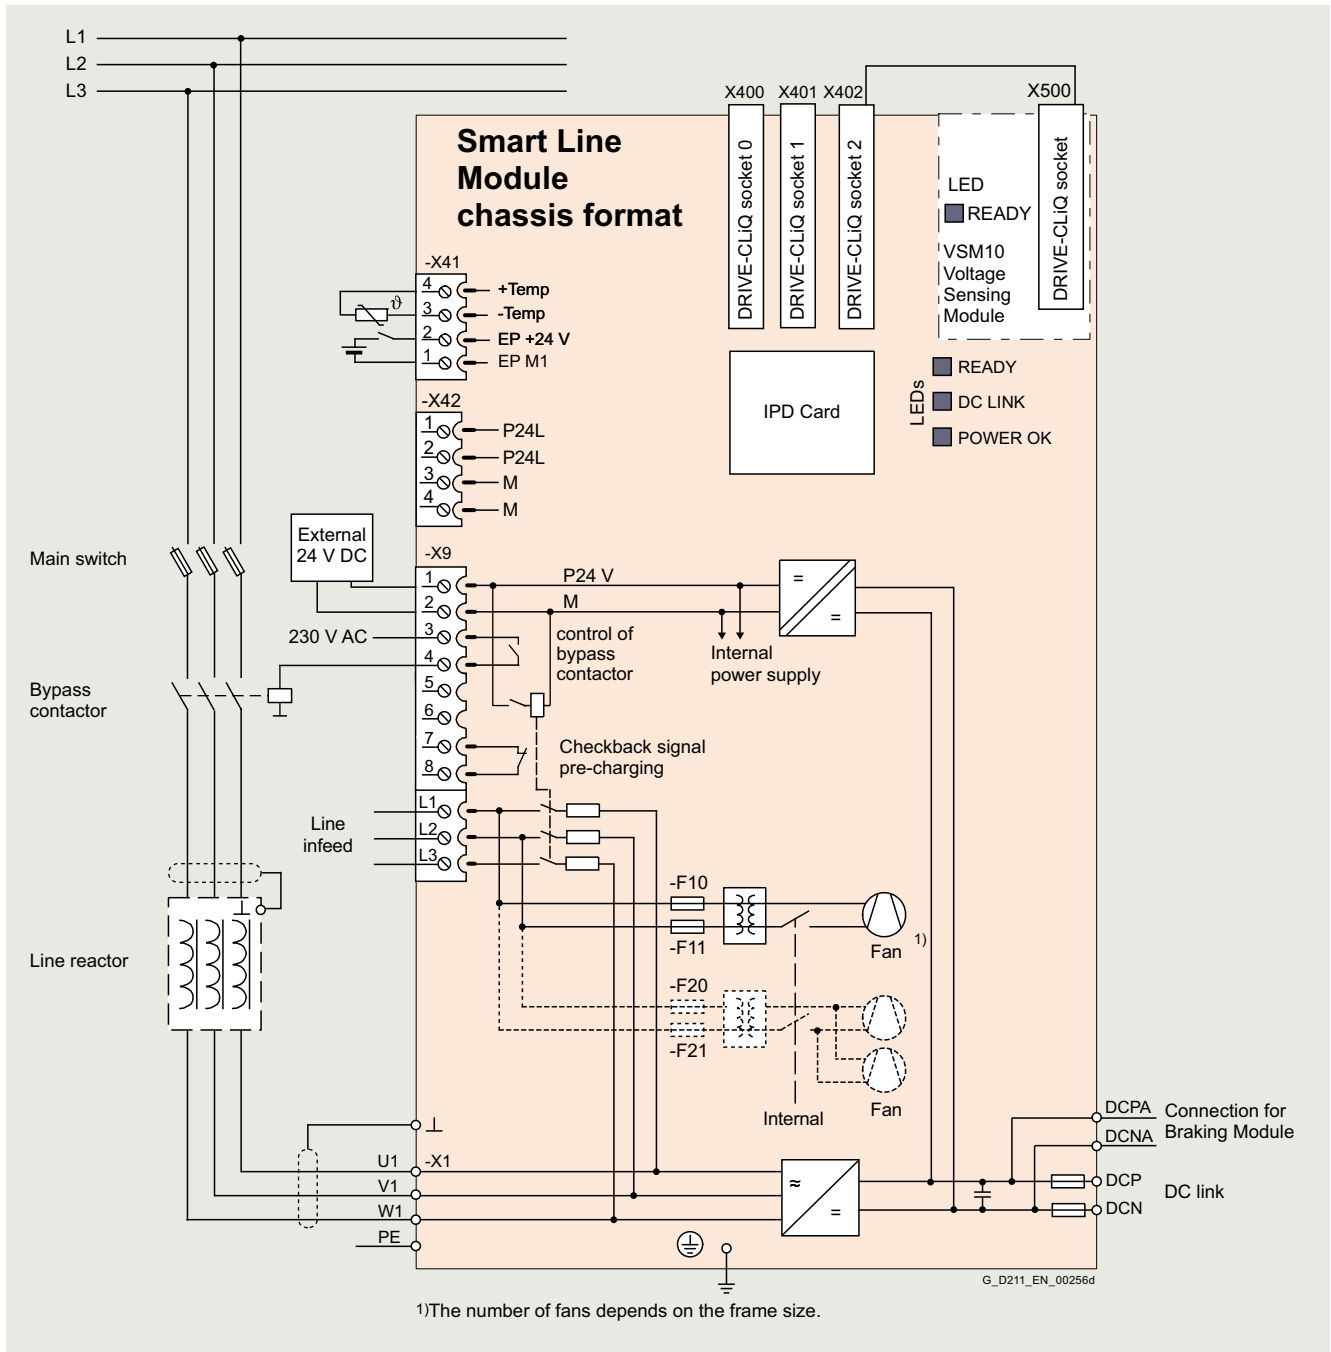 L1
L2
L3
X400
X401
X402
X500
Smart Line
Module
chassis format
DRIVE-CLiQ socket 0
DRIVE-CLiQ socket 1
DRIVE-CLiQ socket 2
DRIVE-CLiQ socket
LED
READY
VSM10
Voltage
Sensing
Module
-X41
4
+Temp
ϑ
3
-Temp
2
EP +24 V
1
EP M1
IPD Card
LEDs
READY
DC LINK
POWER OK
-X42
1
P24L
2
P24L
3
M
4
M
External
24 V DC
Main switch
-X9
1
P24 V
=
=
2
M
230 V AC
3
control of
bypass
contactor
Internal
power supply
4
Bypass
contactor
5
6
7
Checkback signal
pre-charging
8
Line
infeed
L1
L2
L3
-F10
-F11
Fan
1)
Line reactor
-F20
-F21
Fan
Internal
DCPA
DCNA
Connection for
Braking Module
U1
-X1
V1
W1
PE
≈
=
DCP
DCN
DC link
G_D211_EN_00256d
1)The number of fans depends on the frame size.